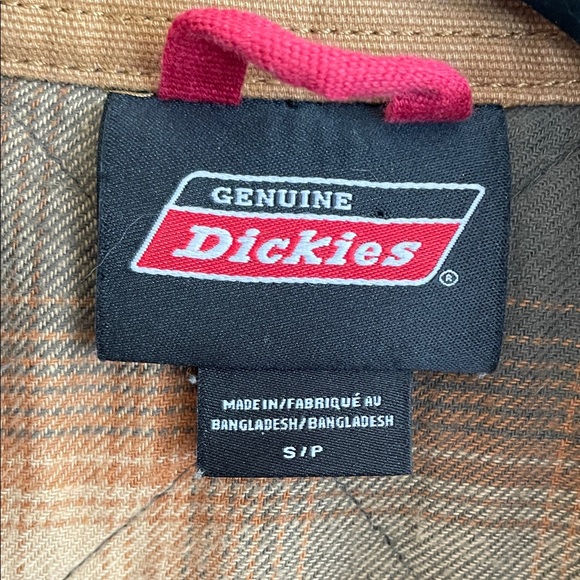 GENUINE
Dickies
®
MADE IN/FABRIQUÉ AU
BANGLADESH/BANGLADESH
S/P